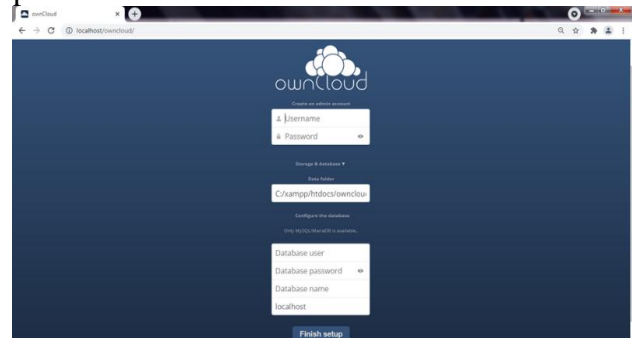 ownCloud
localhost/owncloud/
ownCloud
Create an admin account
Username
Password
Storage & database ▼
Data folder
C:/xampp/htdocs/ownclou
Configure the database
Only MySQL/MariaDB is available.
Database user
Database password
Database name
localhost
Finish setup